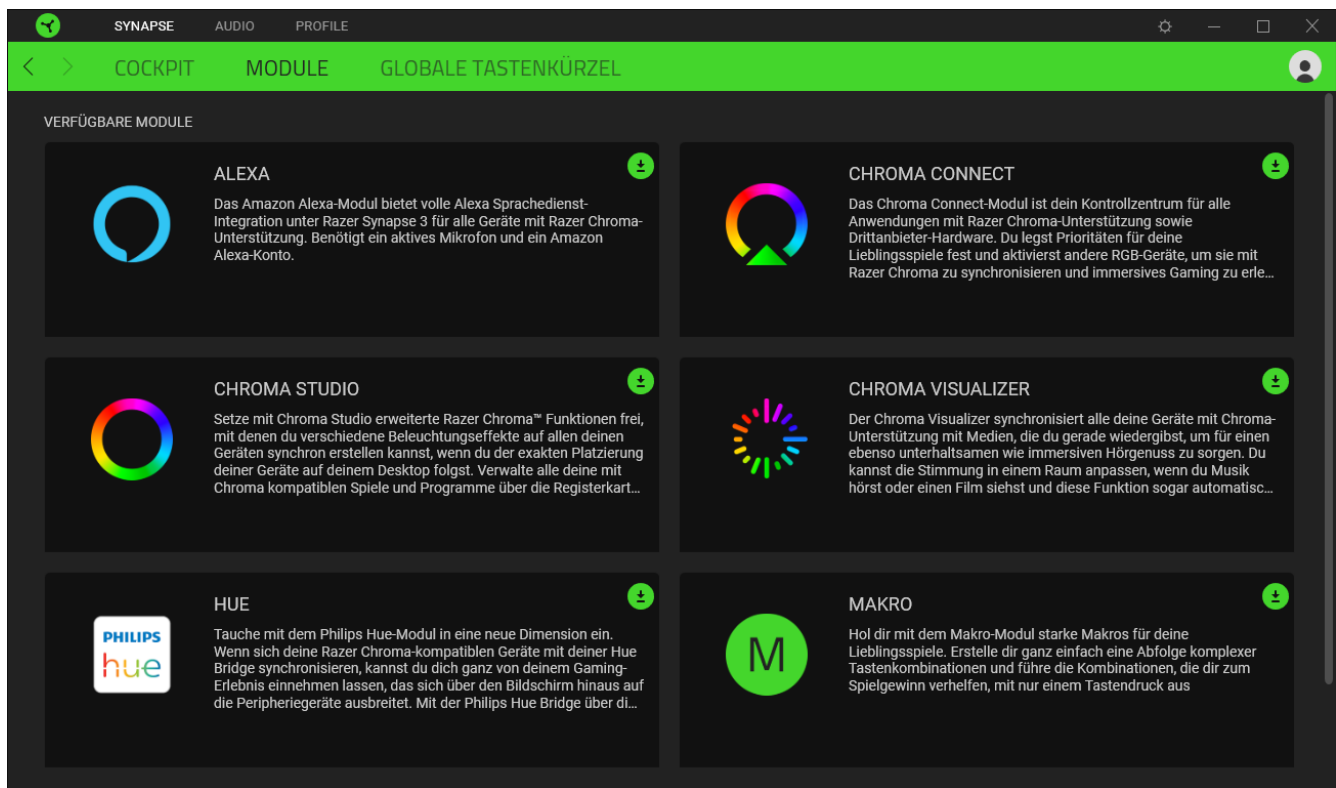 SYNAPSE AUDIO PROFILE
COCKPIT MODULE GLOBALE TASTENKÜRZEL
VERFÜGBARE MODULE
ALEXA
Das Amazon Alexa-Modul bietet volle Alexa Sprachedienst-
Integration unter Razer Synapse 3 für alle Geräte mit Razer Chroma-
Unterstützung. Benötigt ein aktives Mikrofon und ein Amazon
Alexa-Konto.
CHROMA CONNECT
Das Chroma Connect-Modul ist dein Kontrollzentrum für alle
Anwendungen mit Razer Chroma-Unterstützung sowie
Drittanbieter-Hardware. Du legst Prioritäten für deine
Lieblingsspiele fest und aktivierst andere RGB-Geräte, um sie mit
Razer Chroma zu synchronisieren und immersives Gaming zu erle...
CHROMA STUDIO
Setze mit Chroma Studio erweiterte Razer Chroma™ Funktionen frei,
mit denen du verschiedene Beleuchtungseffekte auf allen deinen
Geräten synchron erstellen kannst, wenn du der exakten Platzierung
deiner Geräte auf deinem Desktop folgst. Verwalte alle deine mit
Chroma kompatiblen Spiele und Programme über die Registerkart...
CHROMA VISUALIZER
Der Chroma Visualizer synchronisiert alle deine Geräte mit Chroma-
Unterstützung mit Medien, die du gerade wiedergibst, um für einen
ebenso unterhaltsamen wie immersiven Hörgenuss zu sorgen. Du
kannst die Stimmung in einem Raum anpassen, wenn du Musik
hörst oder einen Film siehst und diese Funktion sogar automatisc...
PHILIPS
hue
HUE
Tauche mit dem Philips Hue-Modul in eine neue Dimension ein.
Wenn sich deine Razer Chroma-kompatiblen Geräte mit deiner Hue
Bridge synchronisieren, kannst du dich ganz von deinem Gaming-
Erlebnis einnehmen lassen, das sich über den Bildschirm hinaus auf
die Peripheriegeräte ausbreitet. Mit der Philips Hue Bridge über di...
M
MAKRO
Hol dir mit dem Makro-Modul starke Makros für deine
Lieblingsspiele. Erstelle dir ganz einfach eine Abfolge komplexer
Tastenkombinationen und führe die Kombinationen, die dir zum
Spielgewinn verhelfen, mit nur einem Tastendruck aus